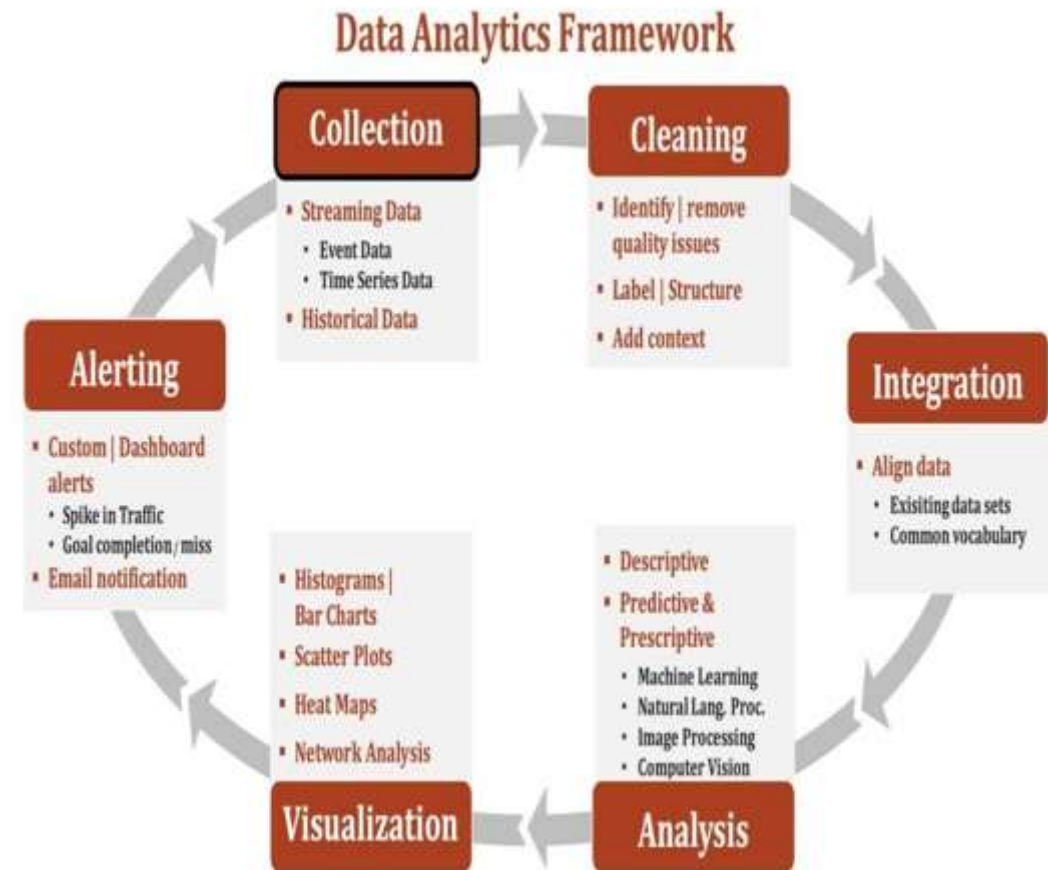 Data Analytics Framework
Collection
▪ Streaming Data
• Event Data
• Time Series Data
▪ Historical Data
Cleaning
▪ Identify | remove
quality issues
▪ Label | Structure
▪ Add context
Integration
▪ Align data
• Exisiting data sets
• Common vocabulary
▪ Descriptive
▪ Predictive &
Prescriptive
• Machine Learning
• Natural Lang. Proc.
• Image Processing
• Computer Vision
Analysis
▪ Histograms |
Bar Charts
▪ Scatter Plots
▪ Heat Maps
▪ Network Analysis
Visualization
Alerting
▪ Custom | Dashboard
alerts
• Spike in Traffic
• Goal completion / miss
▪ Email notification